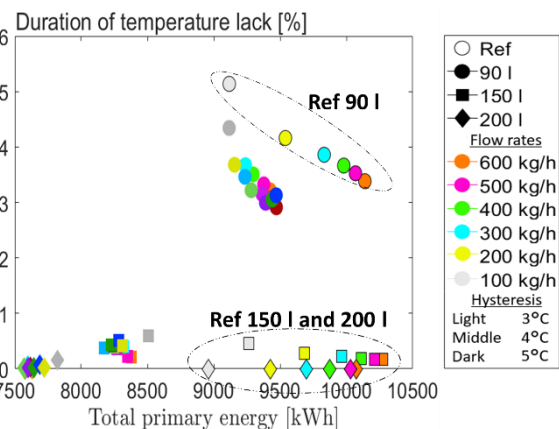 Duration of temperature lack [%]
6
5
4
3
2
1
0
7500 8000 8500 9000 9500 10000 10500
Total primary energy [kWh]
Ref 90 l
Ref 150 l and 200 l
Ref
90 l
150 l
200 l
Flow rates
600 kg/h
500 kg/h
400 kg/h
300 kg/h
200 kg/h
100 kg/h
Hysteresis
Light 3°C
Middle 4°C
Dark 5°C